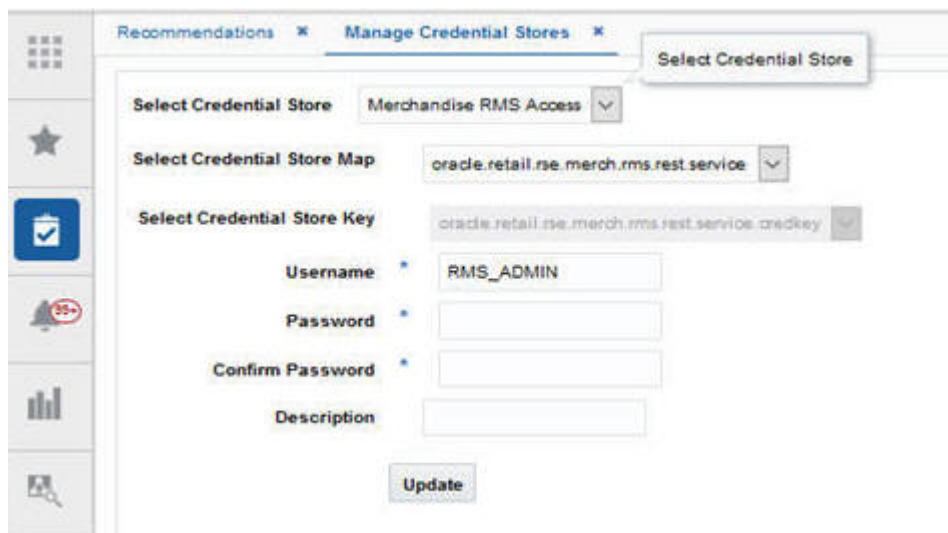 Recommendations × Manage Credential Stores ×
Select Credential Store
Select Credential Store Merchandise RMS Access
Select Credential Store Map oracle.retail.rse.merch.rms.rest.service
Select Credential Store Key oracle.retail.rse.merch.rms.rest.service.credkey
Username * RMS_ADMIN
Password *
Confirm Password *
Description
Update